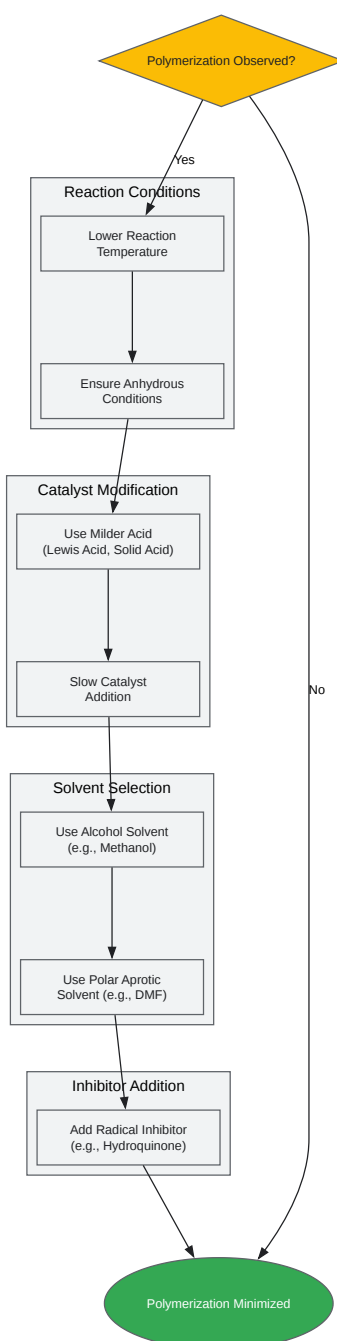 Polymerization Observed?
Yes
Reaction Conditions
Lower Reaction
Temperature
Ensure Anhydrous
Conditions
Catalyst Modification
Use Milder Acid
(Lewis Acid, Solid Acid)
Slow Catalyst
Addition
No
Solvent Selection
Use Alcohol Solvent
(e.g., Methanol)
Use Polar Aprotic
Solvent (e.g., DMF)
Inhibitor Addition
Add Radical Inhibitor
(e.g., Hydroquinone)
Polymerization Minimized